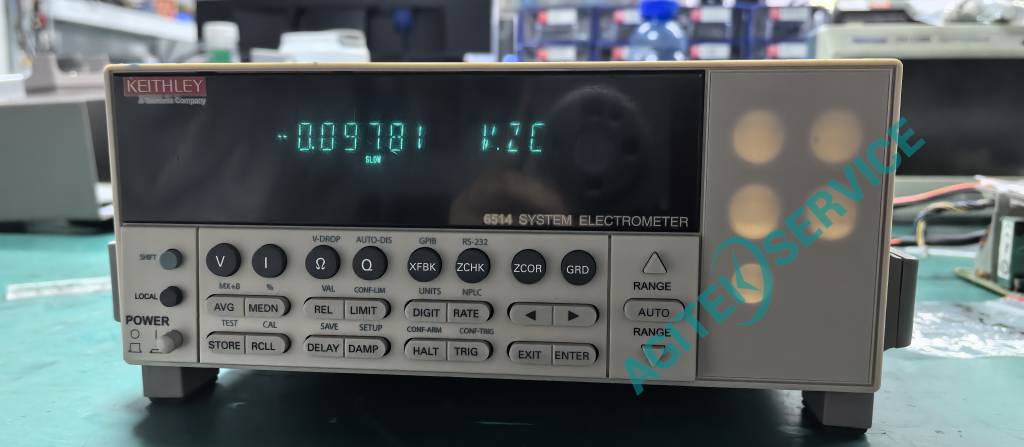 KEITHLEY
A Tektronix Company
-0.09781 V.ZC
SLOW
6514 SYSTEM ELECTROMETER
SHIFT
LOCAL
POWER
V-DROP AUTO-DIS GPIB RS-232
V I Ω Q XFBK ZCHK ZCOR GRD
MX+B % VAL CONF-LIM UNITS NPLC
AVG MEDN REL LIMIT DIGIT RATE ◀ ▶
TEST CAL SAVE SETUP CONF-ARM CONF-TRIG
STORE RCLL DELAY DAMP HALT TRIG EXIT ENTER
RANGE
AUTO
RANGE
AGITEK SERVICE